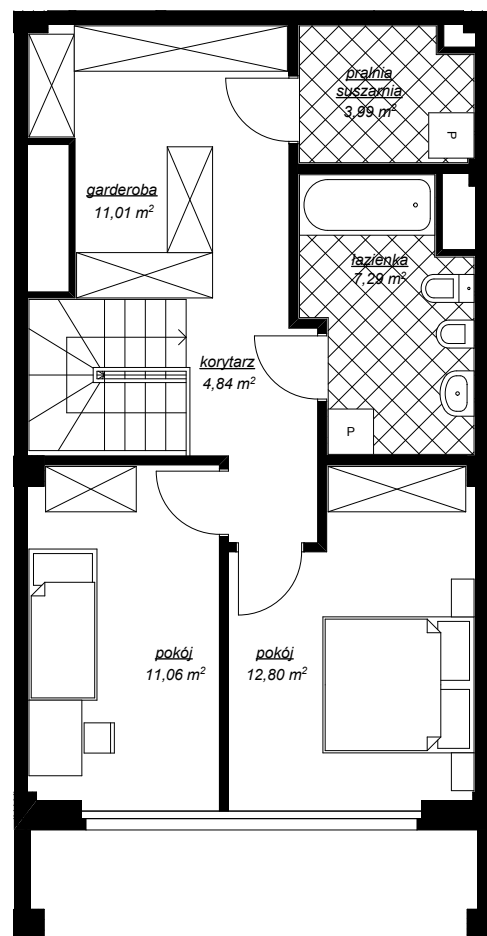 pralnia
suszarnia
3,99 m²
P
garderoba
11,01 m²
łazienka
7,29 m²
korytarz
4,84 m²
P
pokój
11,06 m²
pokój
12,80 m²